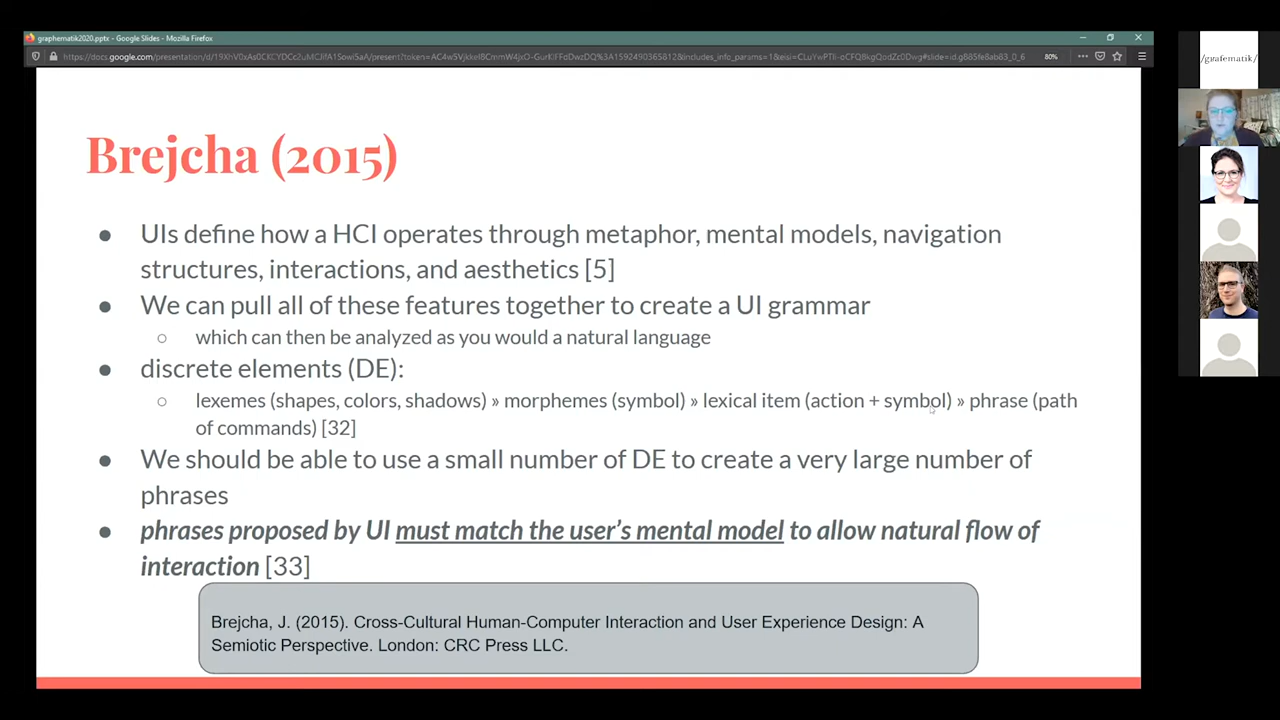 graphematik2020.pptx - Google Slides - Mozilla Firefox
80%
/grafematik/
Brejcha (2015)
● UIs define how a HCI operates through metaphor, mental models, navigation
structures, interactions, and aesthetics [5]
● We can pull all of these features together to create a UI grammar
○ which can then be analyzed as you would a natural language
● discrete elements (DE):
○ lexemes (shapes, colors, shadows) » morphemes (symbol) » lexical item (action + symbol) » phrase (path
of commands) [32]
● We should be able to use a small number of DE to create a very large number of
phrases
● phrases proposed by UI must match the user's mental model to allow natural flow of
interaction [33]
Brejcha, J. (2015). Cross-Cultural Human-Computer Interaction and User Experience Design: A
Semiotic Perspective. London: CRC Press LLC.